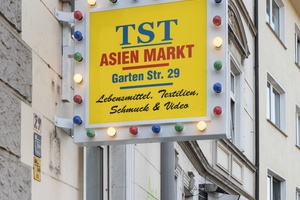 TST
ASIEN MARKT
Garten Str. 29
Lebensmittel, Textilien,
Schmuck & Video